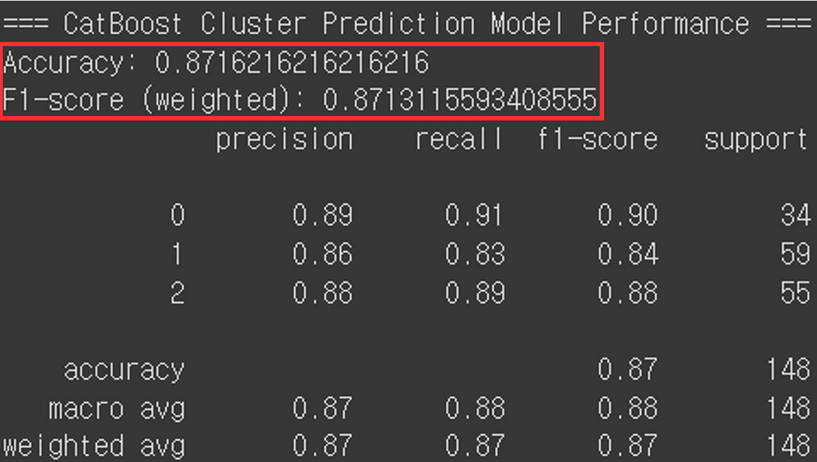 === CatBoost Cluster Prediction Model Performance ===
Accuracy: 0.8716216216216216
F1-score (weighted): 0.8713115593408555
precision recall f1-score support
0 0.89 0.91 0.90 34
1 0.86 0.83 0.84 59
2 0.88 0.89 0.88 55
accuracy 0.87 148
macro avg 0.87 0.88 0.88 148
weighted avg 0.87 0.87 0.87 148